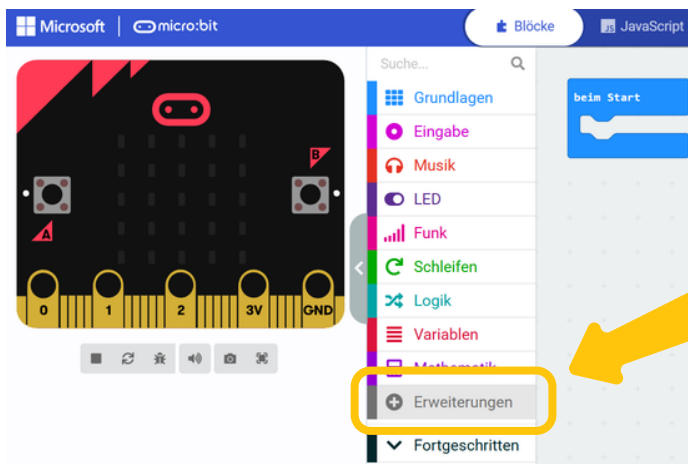 Microsoft micro:bit Blöcke JavaScript
Suche...
Grundlagen
Eingabe
Musik
LED
Funk
Schleifen
Logik
Variablen
Mathematik
Erweiterungen
Fortgeschritten
beim Start
A
B
0 1 2 3V GND